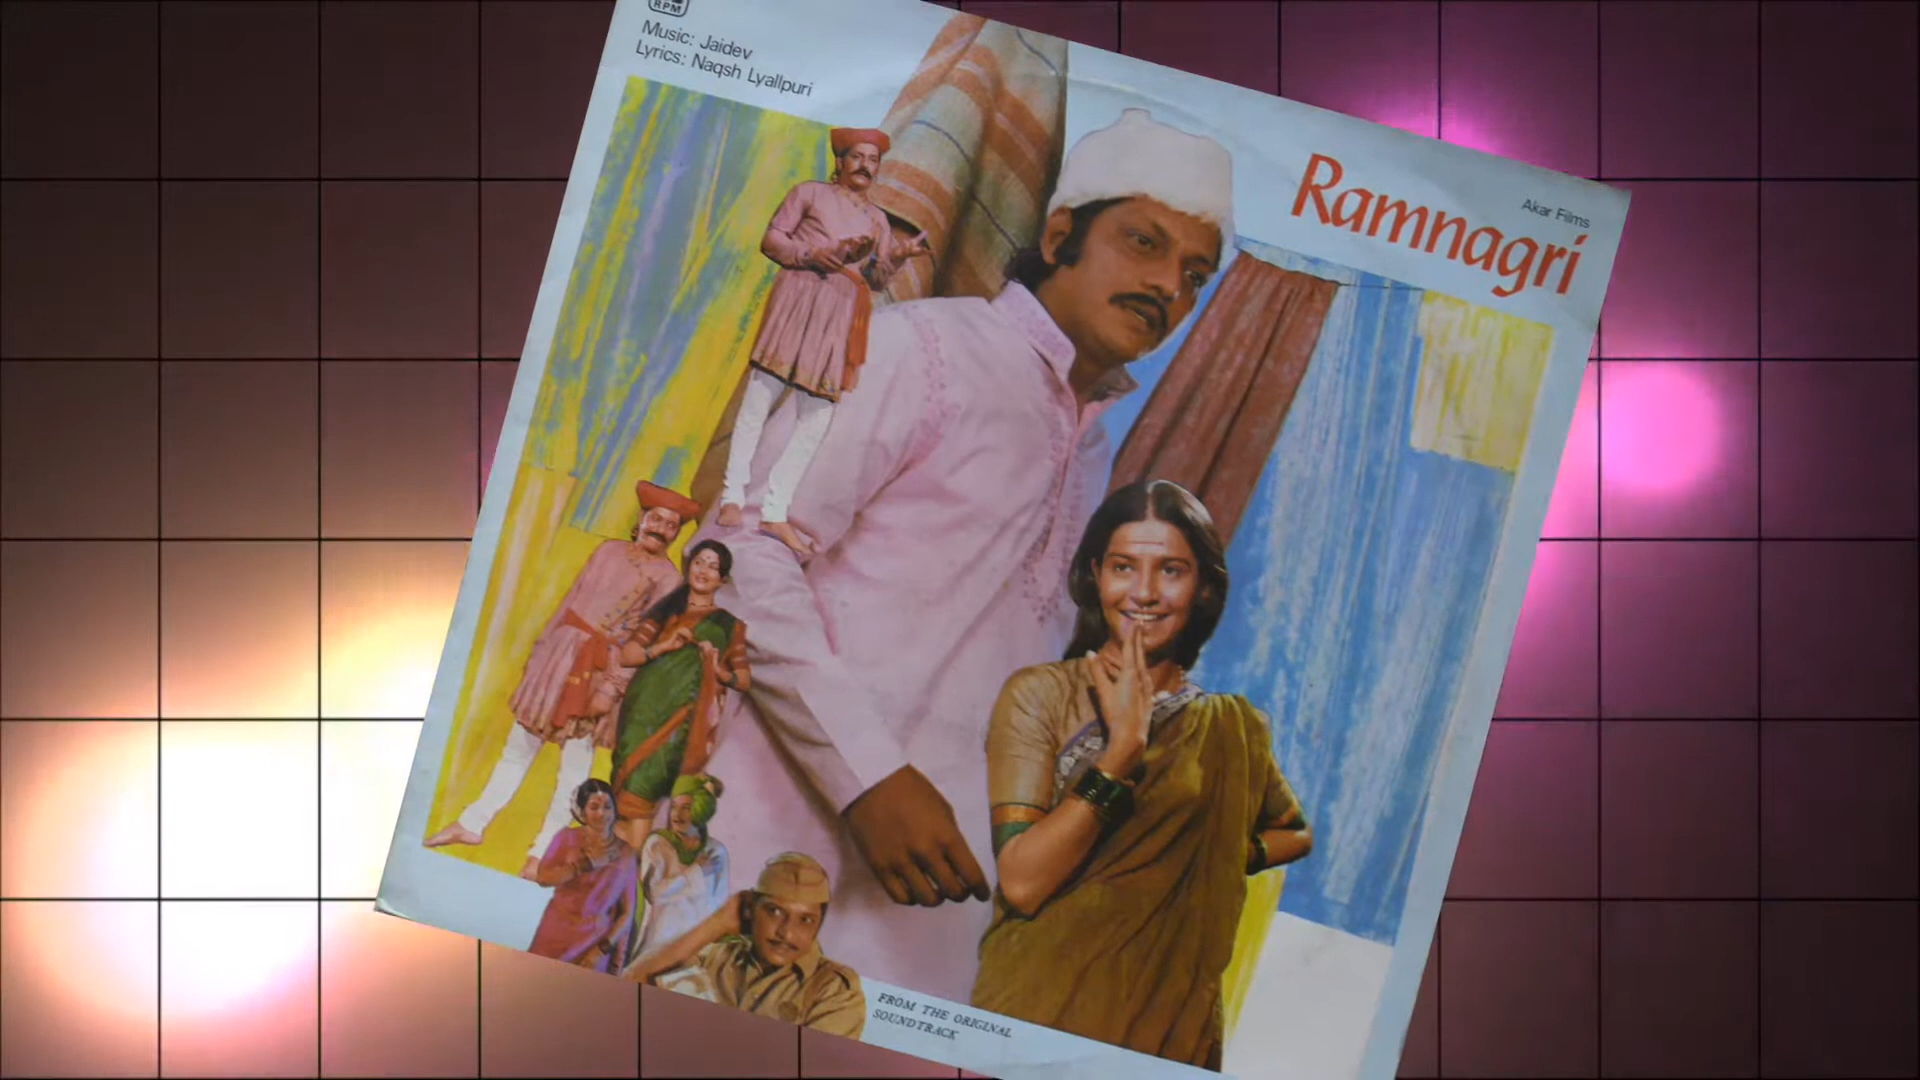 RPM
Music: Jaidev
Lyrics: Naqsh Lyallpuri
Akar Films
Ramnagri
FROM THE ORIGINAL
SOUNDTRACK